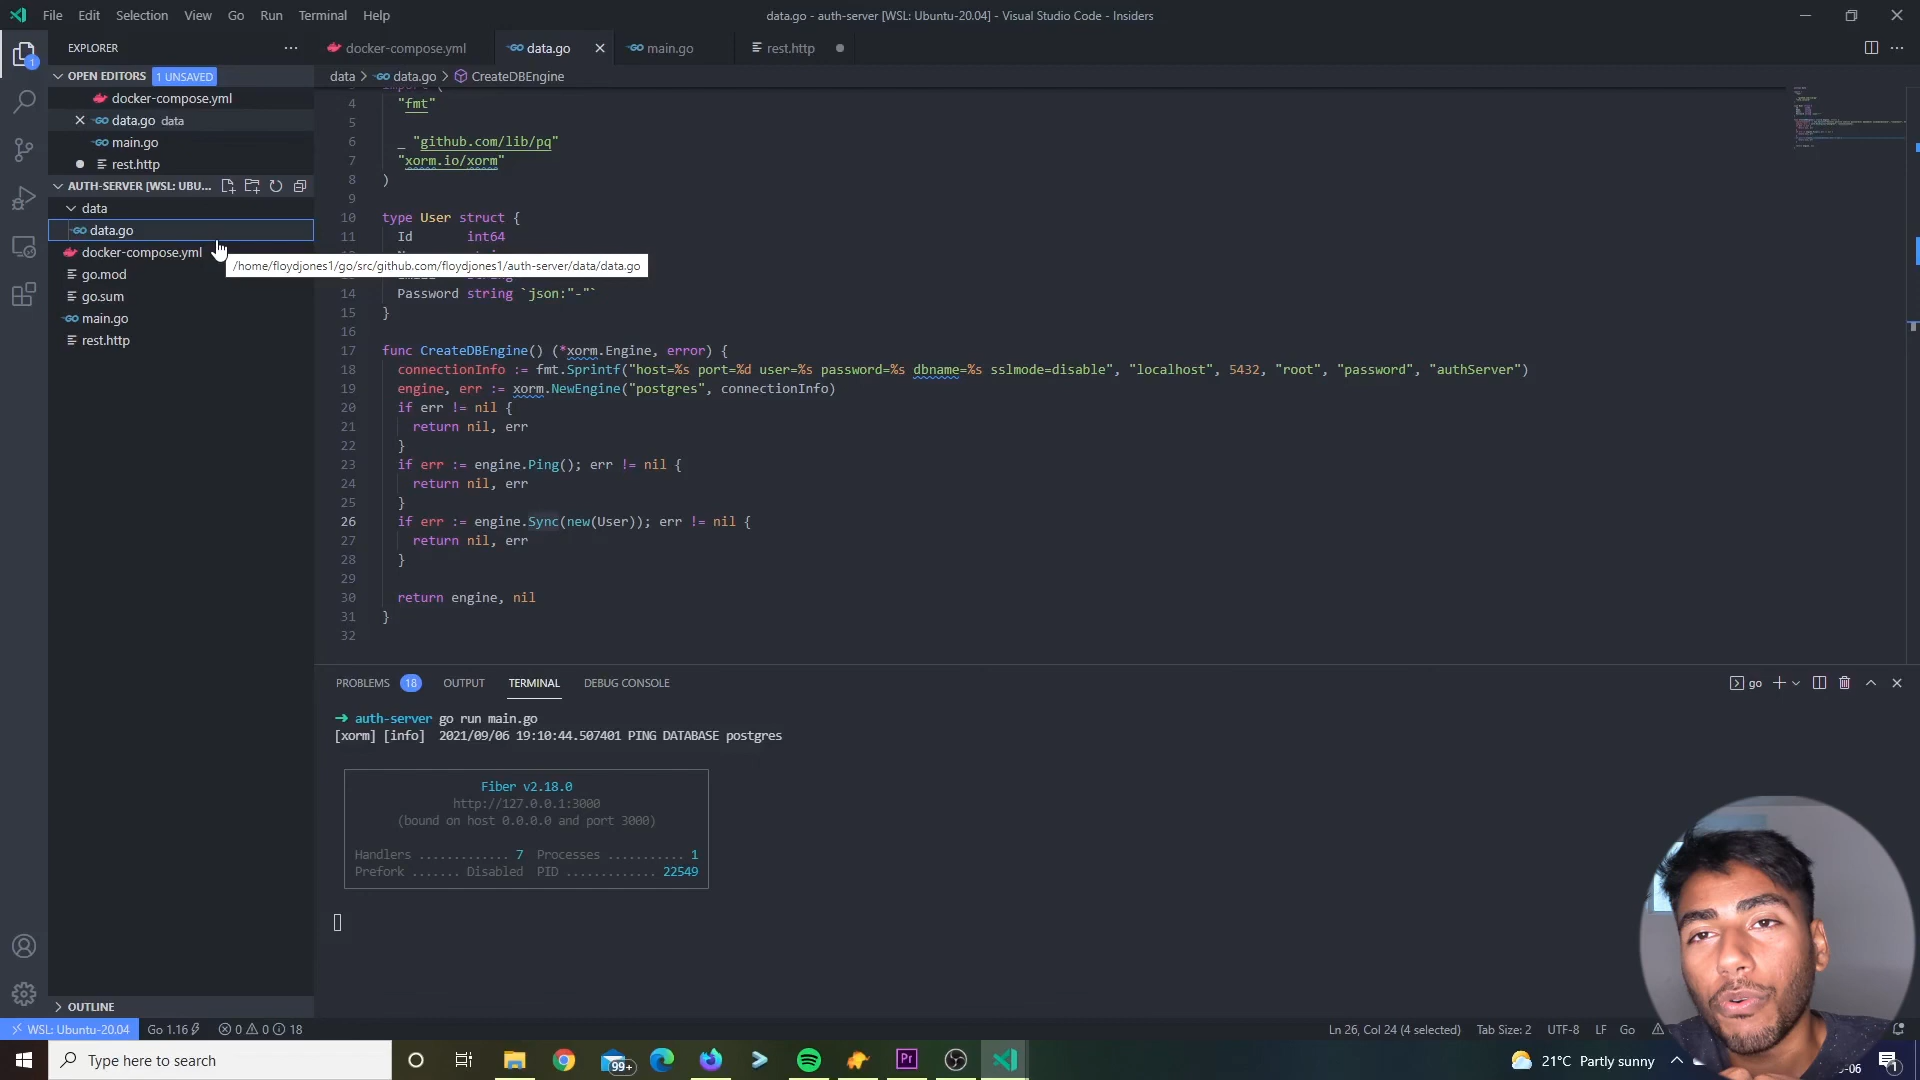 File Edit Selection View Go Run Terminal Help
data.go - auth-server [WSL: Ubuntu-20.04] - Visual Studio Code - Insiders
EXPLORER
docker-compose.yml data.go main.go rest.http
OPEN EDITORS 1 UNSAVED
data > data.go > CreateDBEngine
docker-compose.yml
data.go data
main.go
rest.http
AUTH-SERVER [WSL: UBU...
data
data.go
docker-compose.yml
go.mod
go.sum
main.go
rest.http
/home/floydjones1/go/src/github.com/floydjones1/auth-server/data/data.go
import (
4 "fmt"
5
6 _ "github.com/lib/pq"
7 "xorm.io/xorm"
8 )
9
10 type User struct {
11 Id int64
14 Password string `json:"-"`
15 }
16
17 func CreateDBEngine() (*xorm.Engine, error) {
18 connectionInfo := fmt.Sprintf("host=%s port=%d user=%s password=%s dbname=%s sslmode=disable", "localhost", 5432, "root", "password", "authServer")
19 engine, err := xorm.NewEngine("postgres", connectionInfo)
20 if err != nil {
21 return nil, err
22 }
23 if err := engine.Ping(); err != nil {
24 return nil, err
25 }
26 if err := engine.Sync(new(User)); err != nil {
27 return nil, err
28 }
29
30 return engine, nil
31 }
32
PROBLEMS 18 OUTPUT TERMINAL DEBUG CONSOLE
go
→ auth-server go run main.go
[xorm] [info] 2021/09/06 19:10:44.507401 PING DATABASE postgres
Fiber v2.18.0
http://127.0.0.1:3000
(bound on host 0.0.0.0 and port 3000)
Handlers ............. 7 Processes ........... 1
Prefork ....... Disabled PID ............. 22549
OUTLINE
WSL: Ubuntu-20.04 Go 1.16 0 0 18
Ln 26, Col 24 (4 selected) Tab Size: 2 UTF-8 LF Go
Type here to search
99+
Pr
21°C Partly sunny
-06
1